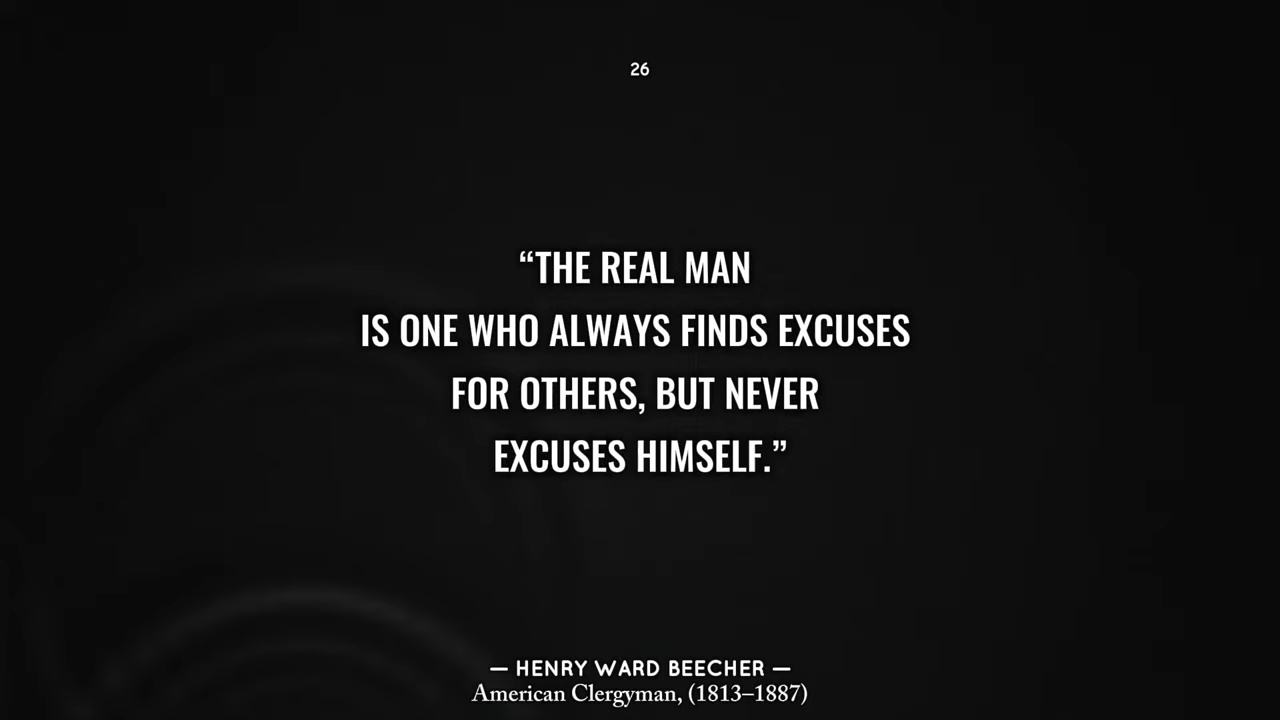 26
“THE REAL MAN
IS ONE WHO ALWAYS FINDS EXCUSES
FOR OTHERS, BUT NEVER
EXCUSES HIMSELF.”
— HENRY WARD BEECHER —
American Clergyman, (1813–1887)